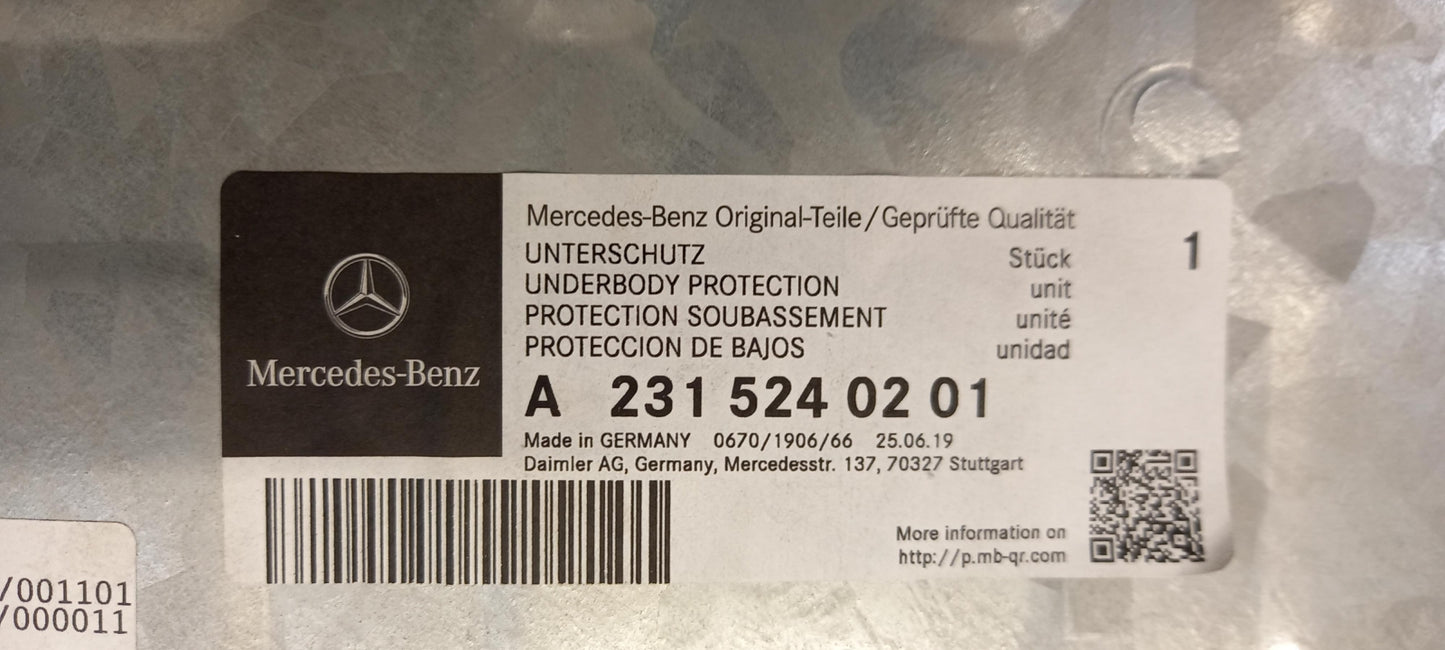 Mercedes-Benz
Mercedes-Benz Original-Teile/Geprüfte Qualität
UNTERSCHUTZ Stück 1
UNDERBODY PROTECTION unit
PROTECTION SOUBASSEMENT unité
PROTECCION DE BAJOS unidad
A 231 524 02 01
Made in GERMANY 0670/1906/66 25.06.19
Daimler AG, Germany, Mercedesstr. 137, 70327 Stuttgart
More information on
http://p.mb-qr.com
/001101
/000011